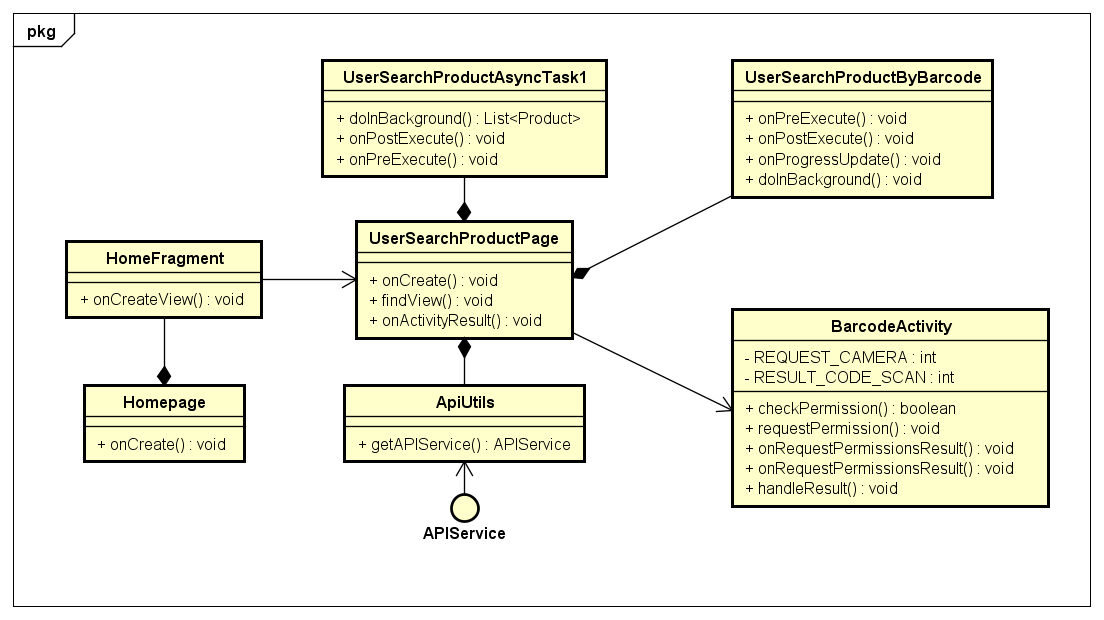 pkg
UserSearchProductAsyncTask1
+ doInBackground() : List<Product>
+ onPostExecute() : void
+ onPreExecute() : void
UserSearchProductByBarcode
+ onPreExecute() : void
+ onPostExecute() : void
+ onProgressUpdate() : void
+ doInBackground() : void
HomeFragment
+ onCreateView() : void
UserSearchProductPage
+ onCreate() : void
+ findView() : void
+ onActivityResult() : void
BarcodeActivity
- REQUEST_CAMERA : int
- RESULT_CODE_SCAN : int
+ checkPermission() : boolean
+ requestPermission() : void
+ onRequestPermissionsResult() : void
+ onRequestPermissionsResult() : void
+ handleResult() : void
Homepage
+ onCreate() : void
ApiUtils
+ getAPIService() : APIService
APIService